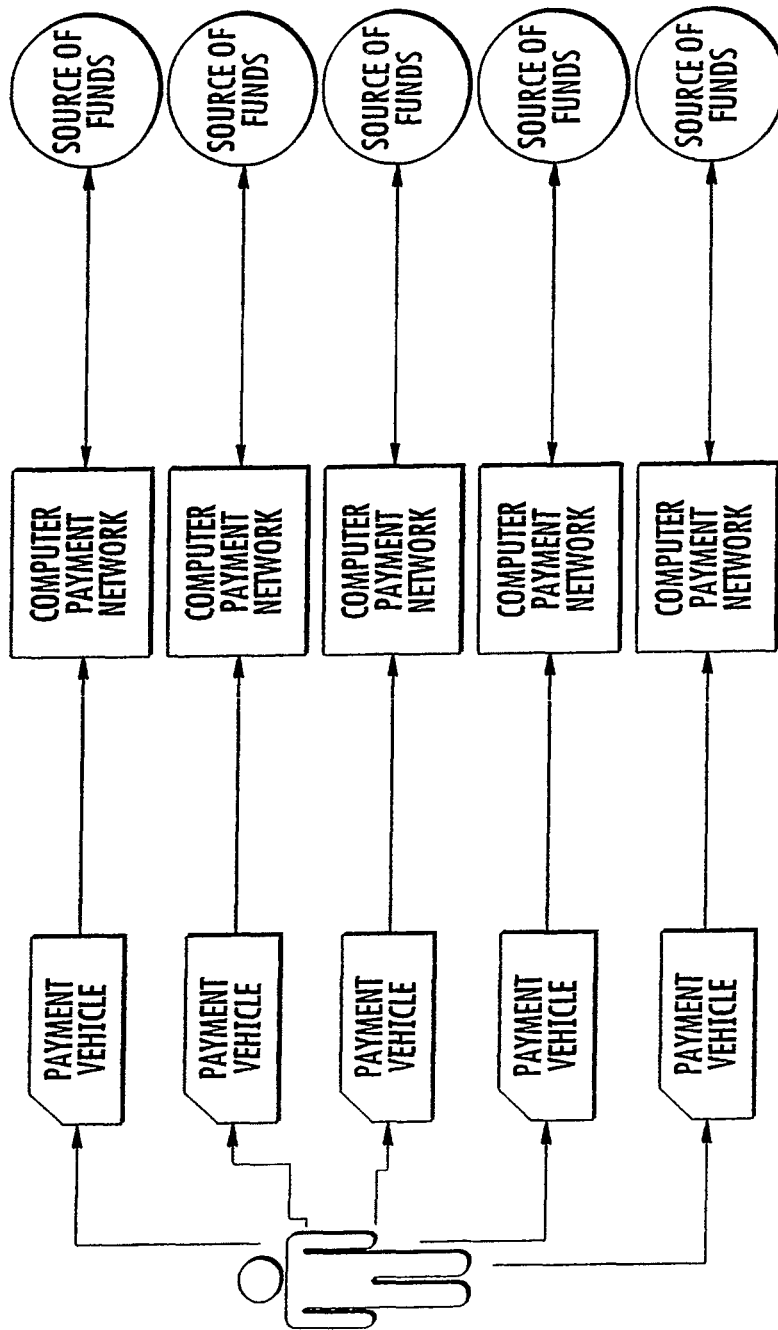 PAYMENT
VEHICLE
COMPUTER
PAYMENT
NETWORK
SOURCE OF
FUNDS
PAYMENT
VEHICLE
COMPUTER
PAYMENT
NETWORK
SOURCE OF
FUNDS
PAYMENT
VEHICLE
COMPUTER
PAYMENT
NETWORK
SOURCE OF
FUNDS
PAYMENT
VEHICLE
COMPUTER
PAYMENT
NETWORK
SOURCE OF
FUNDS
PAYMENT
VEHICLE
COMPUTER
PAYMENT
NETWORK
SOURCE OF
FUNDS